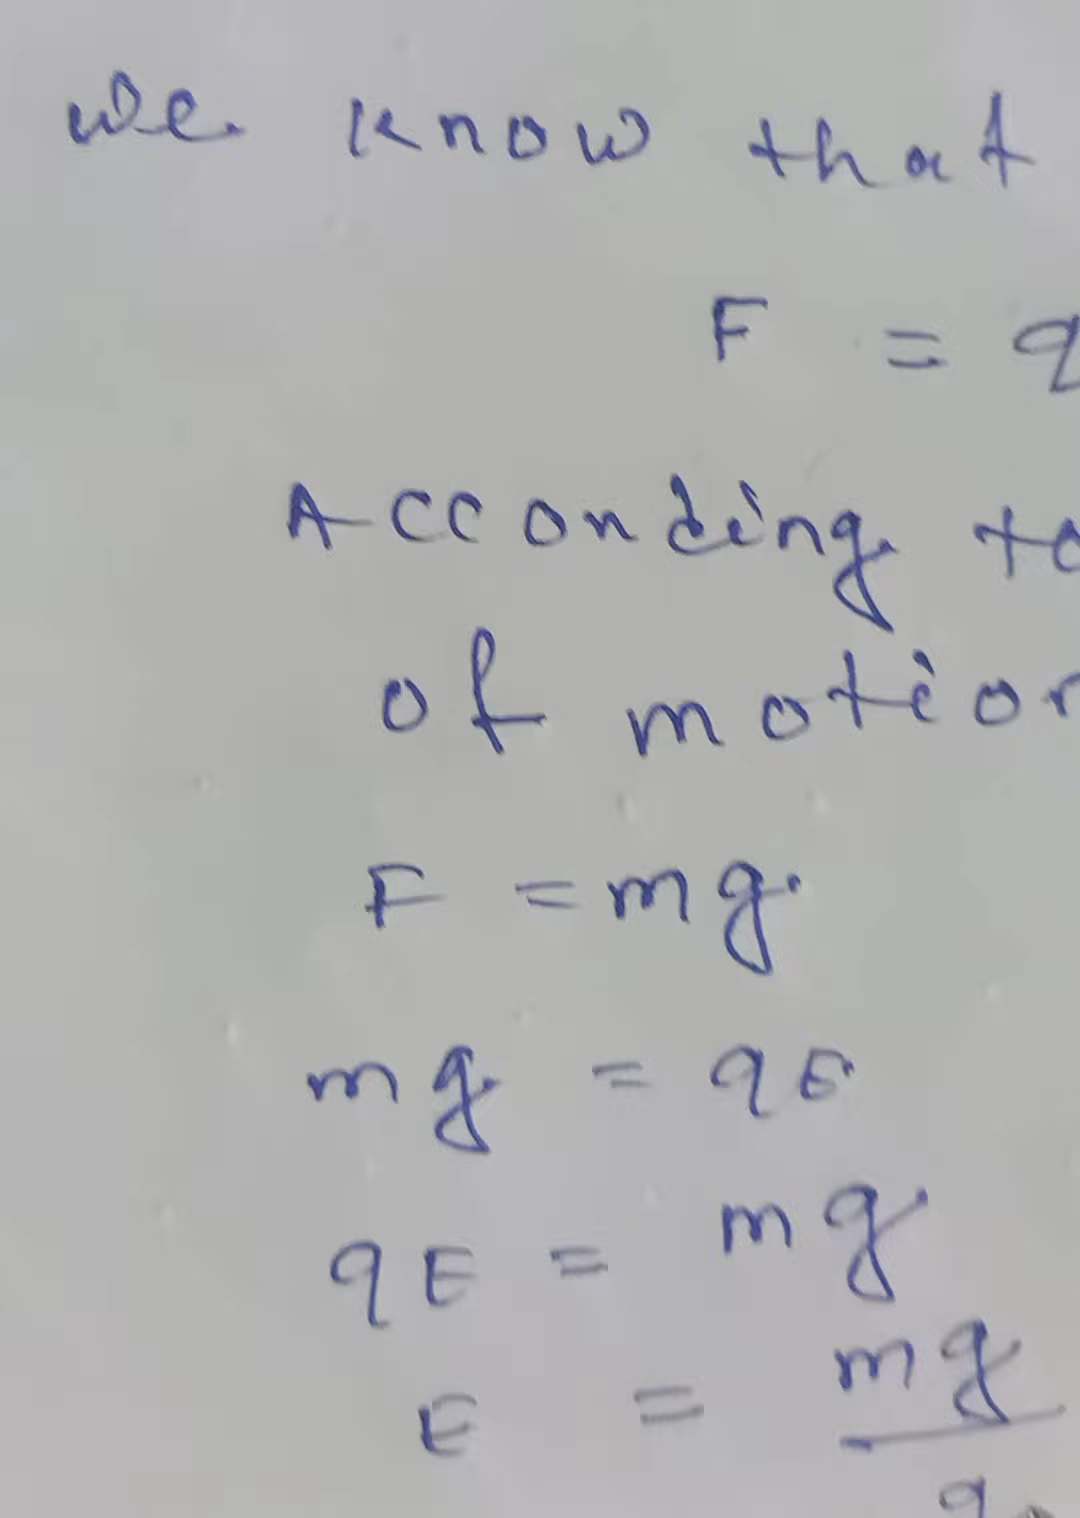 We know that
F = q
According to
of motion
F = mg
mg = qE
qE = mg
E = mg
q